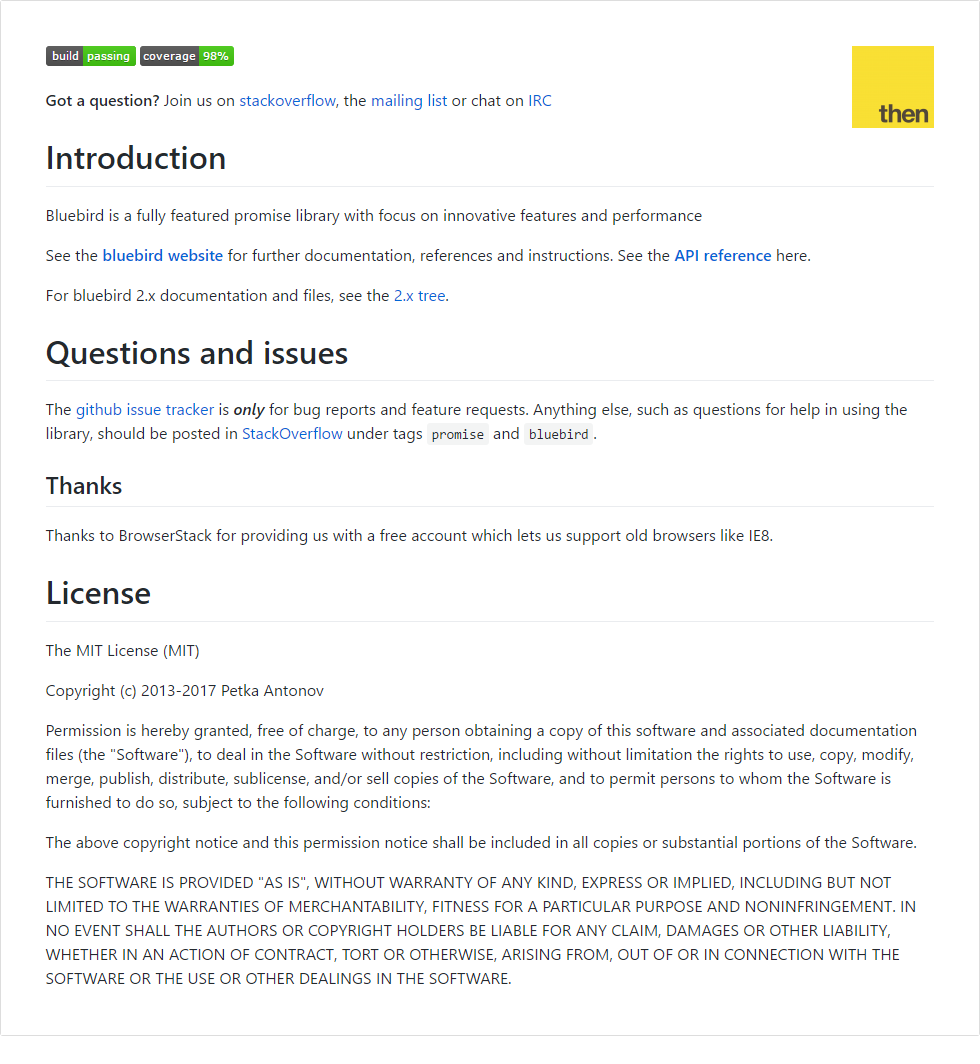 build passing coverage 98%
then
Got a question? Join us on stackoverflow, the mailing list or chat on IRC
Introduction
Bluebird is a fully featured promise library with focus on innovative features and performance
See the bluebird website for further documentation, references and instructions. See the API reference here.
For bluebird 2.x documentation and files, see the 2.x tree.
Questions and issues
The github issue tracker is only for bug reports and feature requests. Anything else, such as questions for help in using the
library, should be posted in StackOverflow under tags promise and bluebird.
Thanks
Thanks to BrowserStack for providing us with a free account which lets us support old browsers like IE8.
License
The MIT License (MIT)
Copyright (c) 2013-2017 Petka Antonov
Permission is hereby granted, free of charge, to any person obtaining a copy of this software and associated documentation
files (the "Software"), to deal in the Software without restriction, including without limitation the rights to use, copy, modify,
merge, publish, distribute, sublicense, and/or sell copies of the Software, and to permit persons to whom the Software is
furnished to do so, subject to the following conditions:
The above copyright notice and this permission notice shall be included in all copies or substantial portions of the Software.
THE SOFTWARE IS PROVIDED "AS IS", WITHOUT WARRANTY OF ANY KIND, EXPRESS OR IMPLIED, INCLUDING BUT NOT
LIMITED TO THE WARRANTIES OF MERCHANTABILITY, FITNESS FOR A PARTICULAR PURPOSE AND NONINFRINGEMENT. IN
NO EVENT SHALL THE AUTHORS OR COPYRIGHT HOLDERS BE LIABLE FOR ANY CLAIM, DAMAGES OR OTHER LIABILITY,
WHETHER IN AN ACTION OF CONTRACT, TORT OR OTHERWISE, ARISING FROM, OUT OF OR IN CONNECTION WITH THE
SOFTWARE OR THE USE OR OTHER DEALINGS IN THE SOFTWARE.